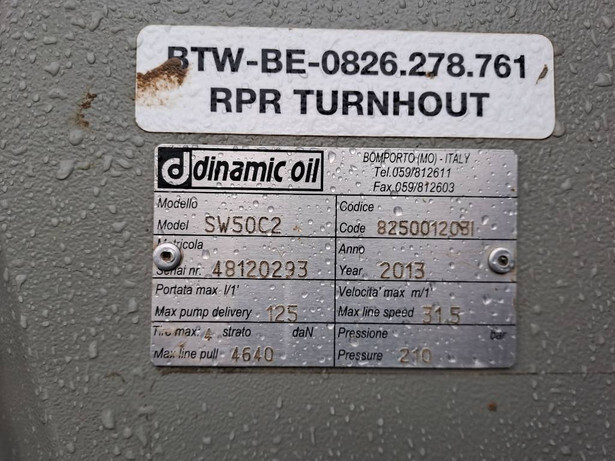 BTW-BE-0826.278.761
RPR TURNHOUT
dinamic oil
BOMPORTO (MO) - ITALY
Tel.059/812611
Fax.059/812603
Modello
Model SW50C2
Codice
Code
Matricola
Serial nr. 48120293
Anno
Year 2013
Portata max l/1'
Max pump delivery 125
Velocita' max m/1'
Max line speed 31.5
Tiro max. 4 strato daN
Max line pull 4640
Pressione bar
Pressure 210